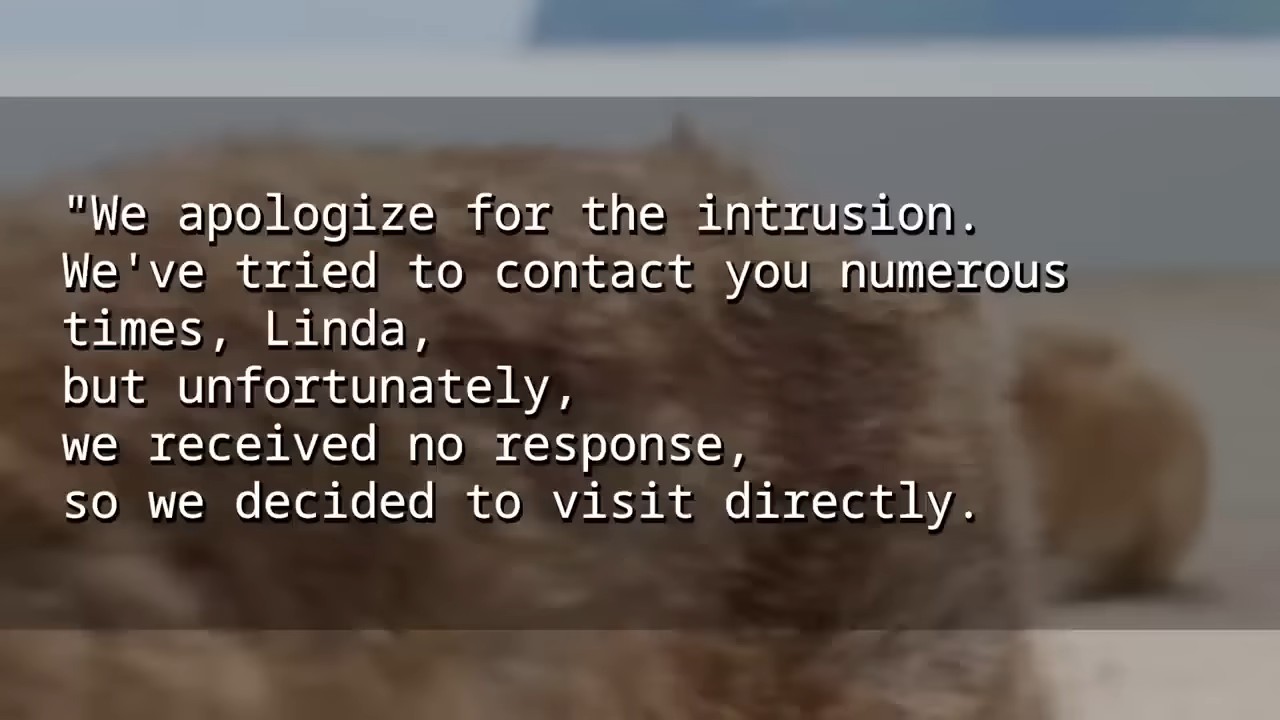 "We apologize for the intrusion.
We've tried to contact you numerous
times, Linda,
but unfortunately,
we received no response,
so we decided to visit directly.